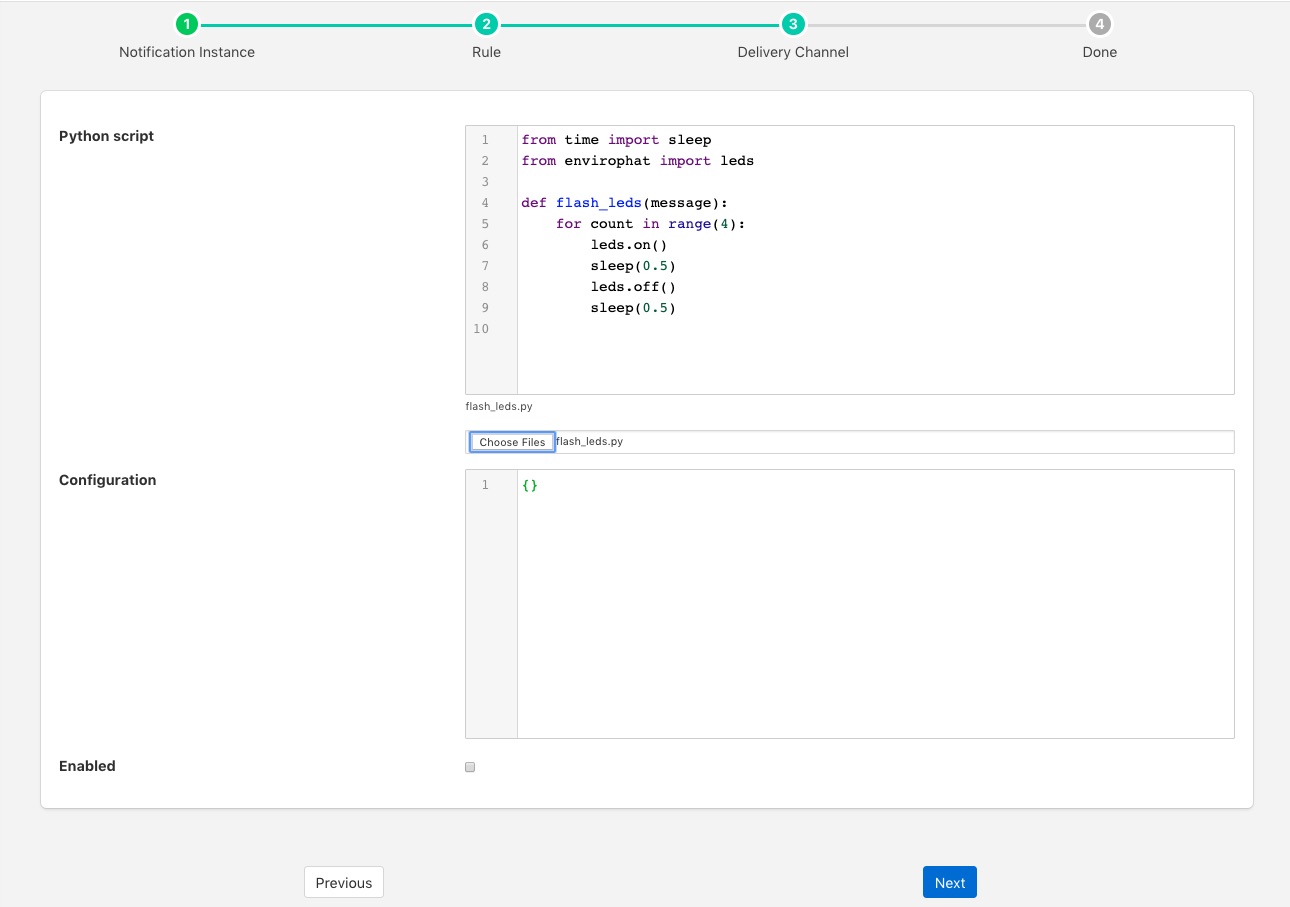 1 2 3 4
Notification Instance Rule Delivery Channel Done
Python script
1 from time import sleep
2 from envirophat import leds
3
4 def flash_leds(message):
5     for count in range(4):
6         leds.on()
7         sleep(0.5)
8         leds.off()
9         sleep(0.5)
10
flash_leds.py
Choose Files flash_leds.py
Configuration
1 {}
Enabled
Previous Next